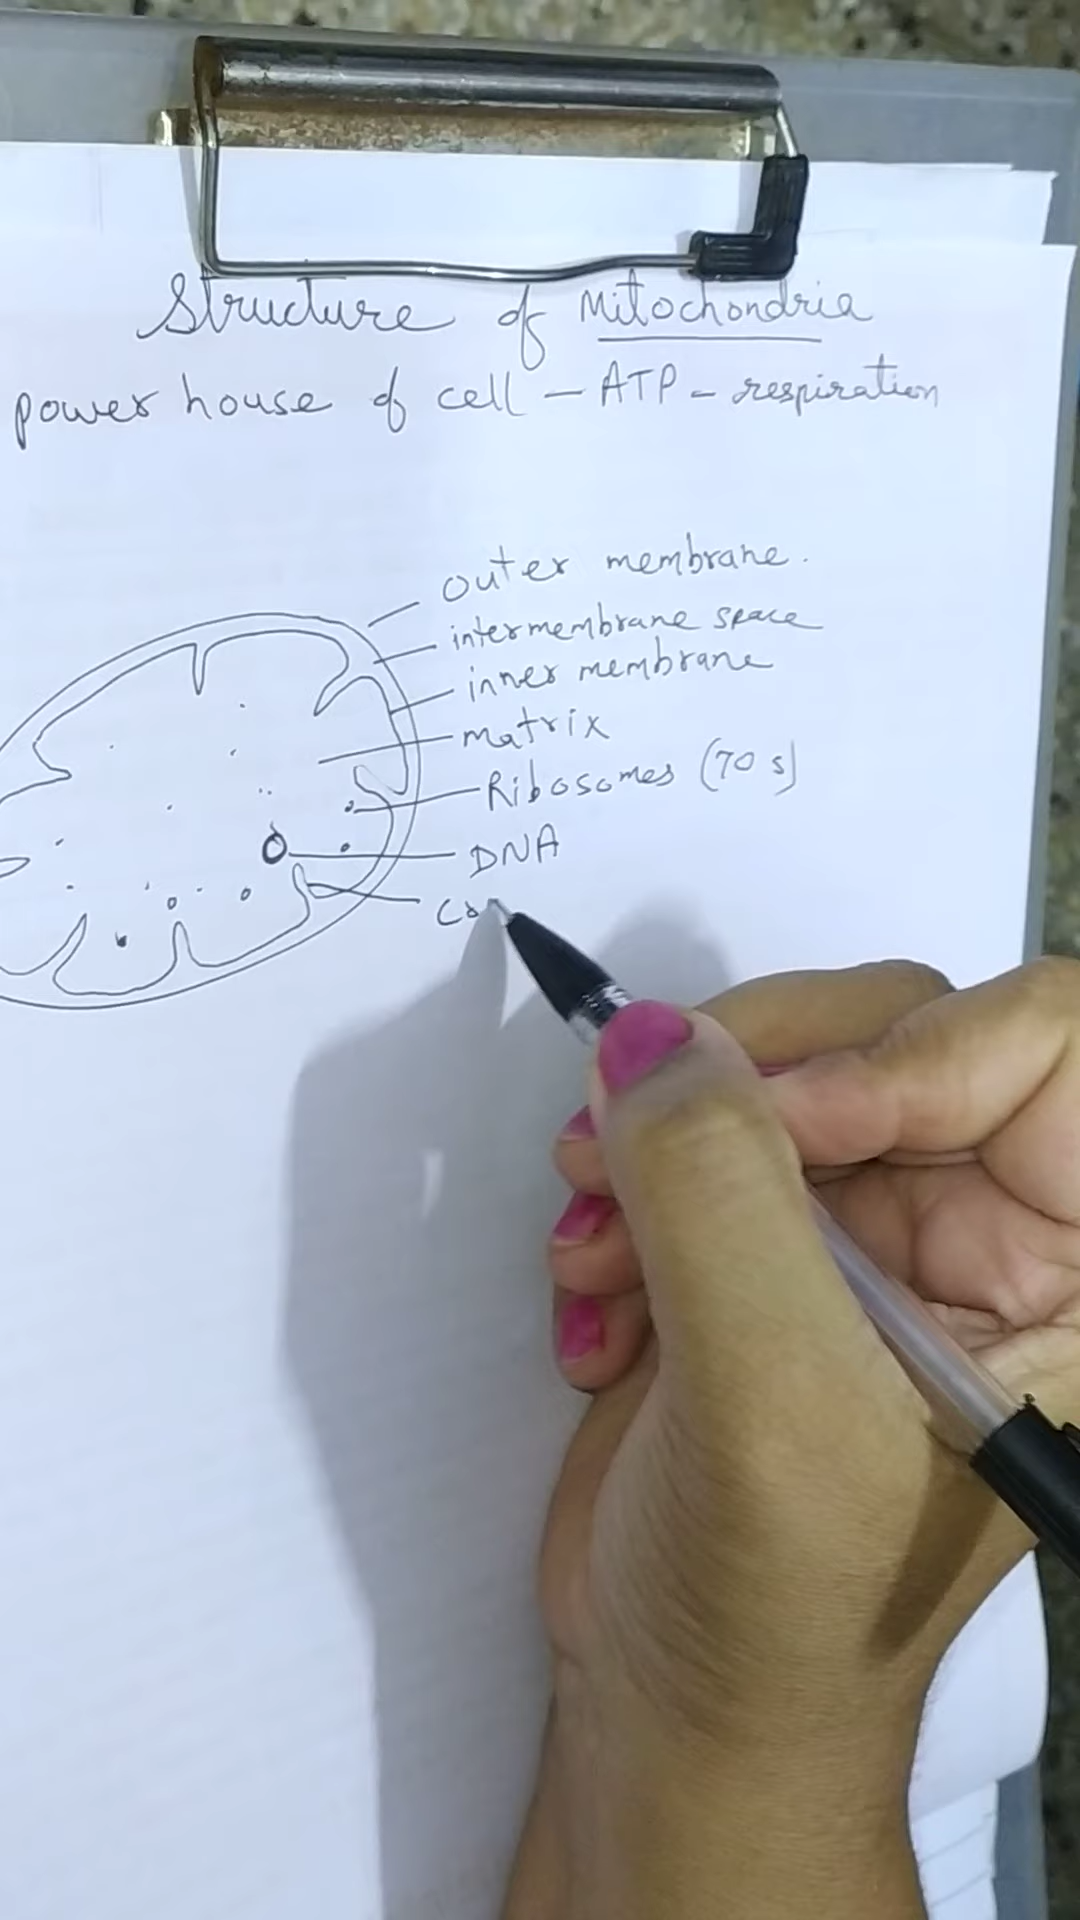 Structure of Mitochondria
power house of cell - ATP - respiration
outer membrane.
intermembrane space
inner membrane
matrix
Ribosomes (70 s)
DNA